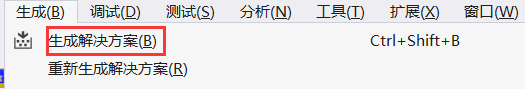 生成(B) 调试(D) 测试(S) 分析(N) 工具(T) 扩展(X) 窗口(W)
生成解决方案(B) Ctrl+Shift+B
重新生成解决方案(R)